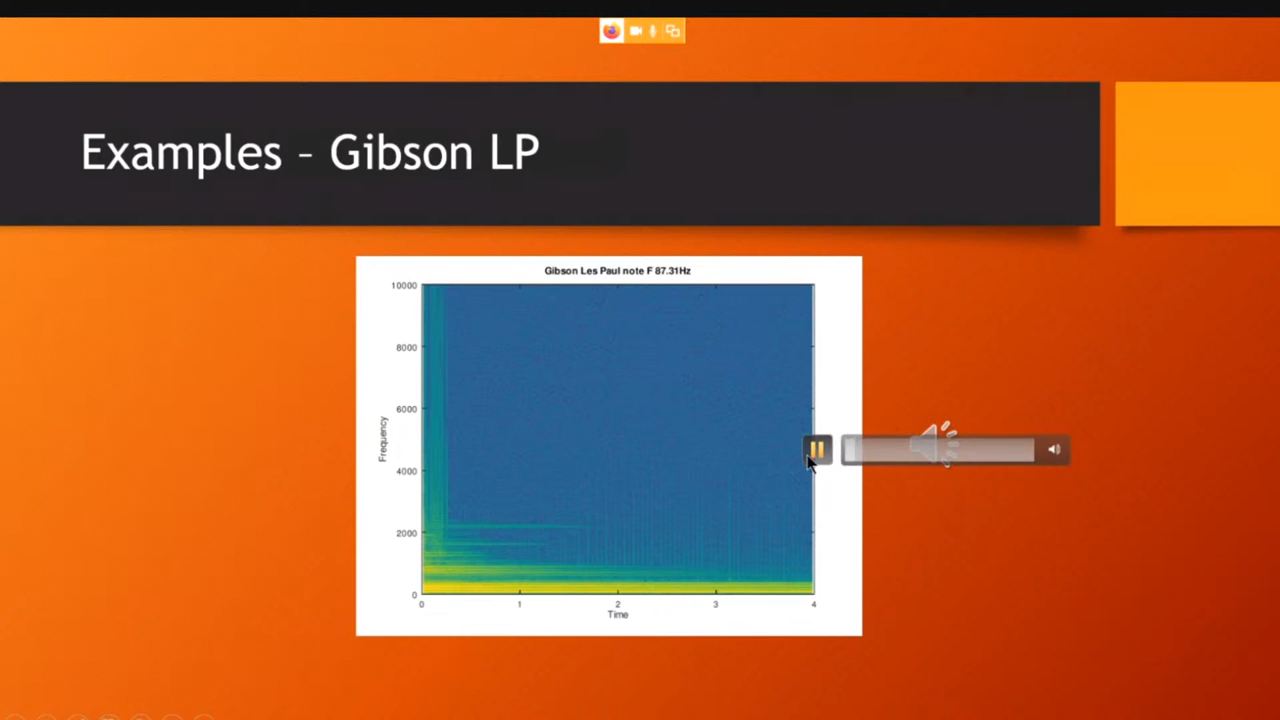 Examples – Gibson LP
Gibson Les Paul note F 87.31Hz
10000
8000
6000
4000
2000
0
Frequency
0 1 2 3 4
Time